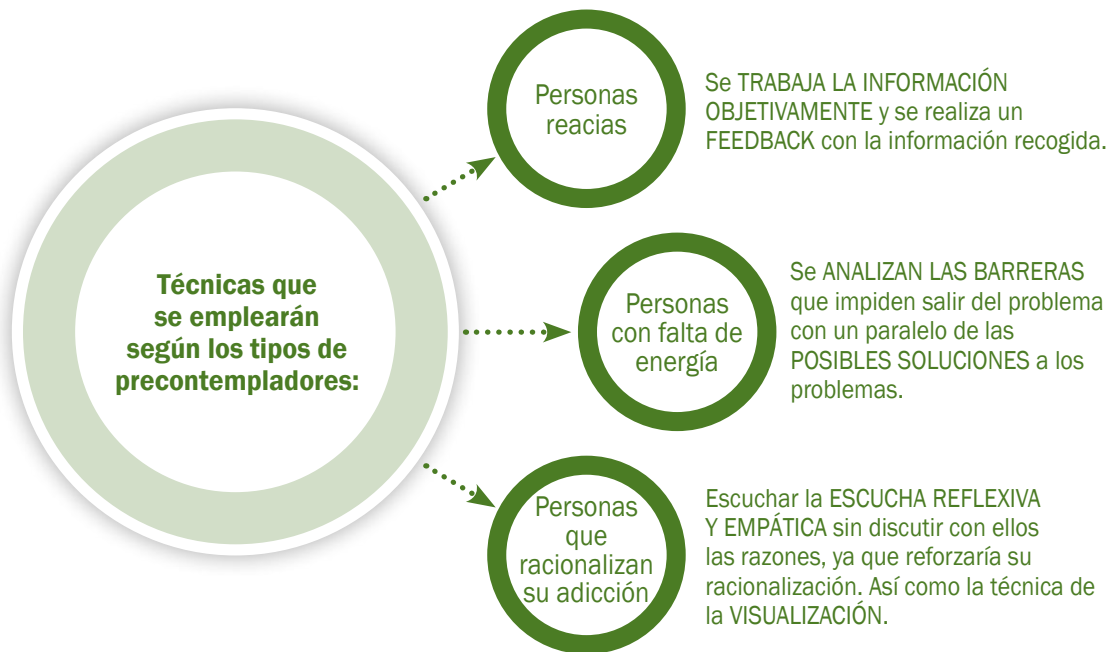 Técnicas que
se emplearán
según los tipos de
precontempladores:
Personas
reacias
Se TRABAJA LA INFORMACIÓN
OBJETIVAMENTE y se realiza un
FEEDBACK con la información recogida.
Personas
con falta de
energía
Se ANALIZAN LAS BARRERAS
que impiden salir del problema
con un paralelo de las
POSIBLES SOLUCIONES a los
problemas.
Personas
que
racionalizan
su adicción
Escuchar la ESCUCHA REFLEXIVA
Y EMPÁTICA sin discutir con ellos
las razones, ya que reforzaría su
racionalización. Así como la técnica de
la VISUALIZACIÓN.